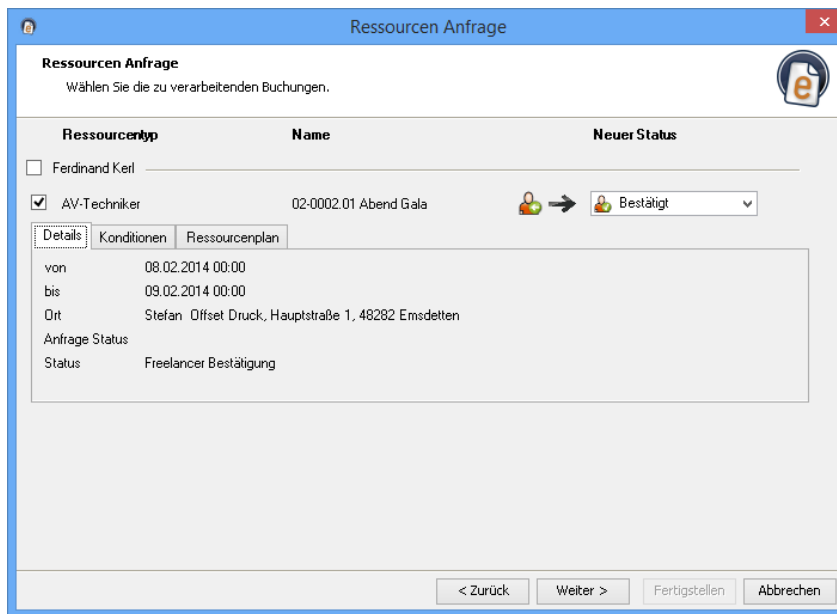 Ressourcen Anfrage
Ressourcen Anfrage
Wählen Sie die zu verarbeitenden Buchungen.
e
Ressourcentyp Name Neuer Status
Ferdinand Kerl
AV-Techniker 02-0002.01 Abend Gala Bestätigt
Details Konditionen Ressourcenplan
von 08.02.2014 00:00
bis 09.02.2014 00:00
Ort Stefan Offset Druck, Hauptstraße 1, 48282 Emsdetten
Anfrage Status
Status Freelancer Bestätigung
< Zurück Weiter > Fertigstellen Abbrechen